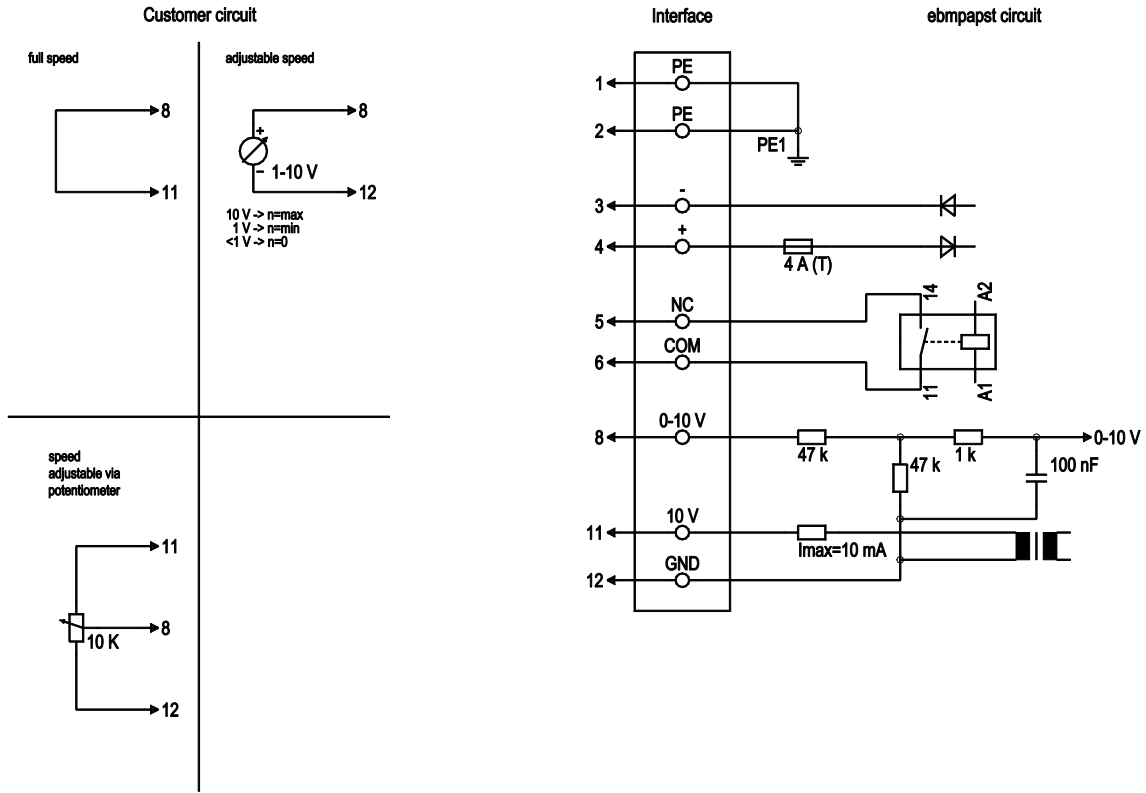 Customer circuit
Interface
ebmpapst circuit
full speed
8
11
adjustable speed
8
+
1-10 V
–
12
10 V -> n=max
1 V -> n=min
<1 V -> n=0
speed
adjustable via
potentiometer
11
8
10 K
12
PE
1
PE
2
PE1
-
3
+
4
4 A (T)
14
A2
NC
5
COM
6
11
A1
0-10 V
8
47 k
47 k
1 k
0-10 V
100 nF
10 V
11
Imax=10 mA
GND
12